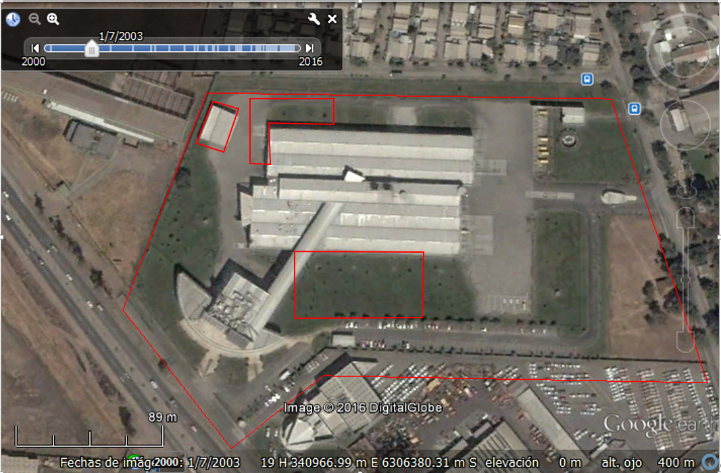 1/7/2003
2000
2016
89 m
Image © 2016 DigitalGlobe
Google earth
Fechas de imágenes: 1/7/2003 19 H 340966.99 m E 6306380.31 m S elevación 0 m alt. ojo 400 m
2000: